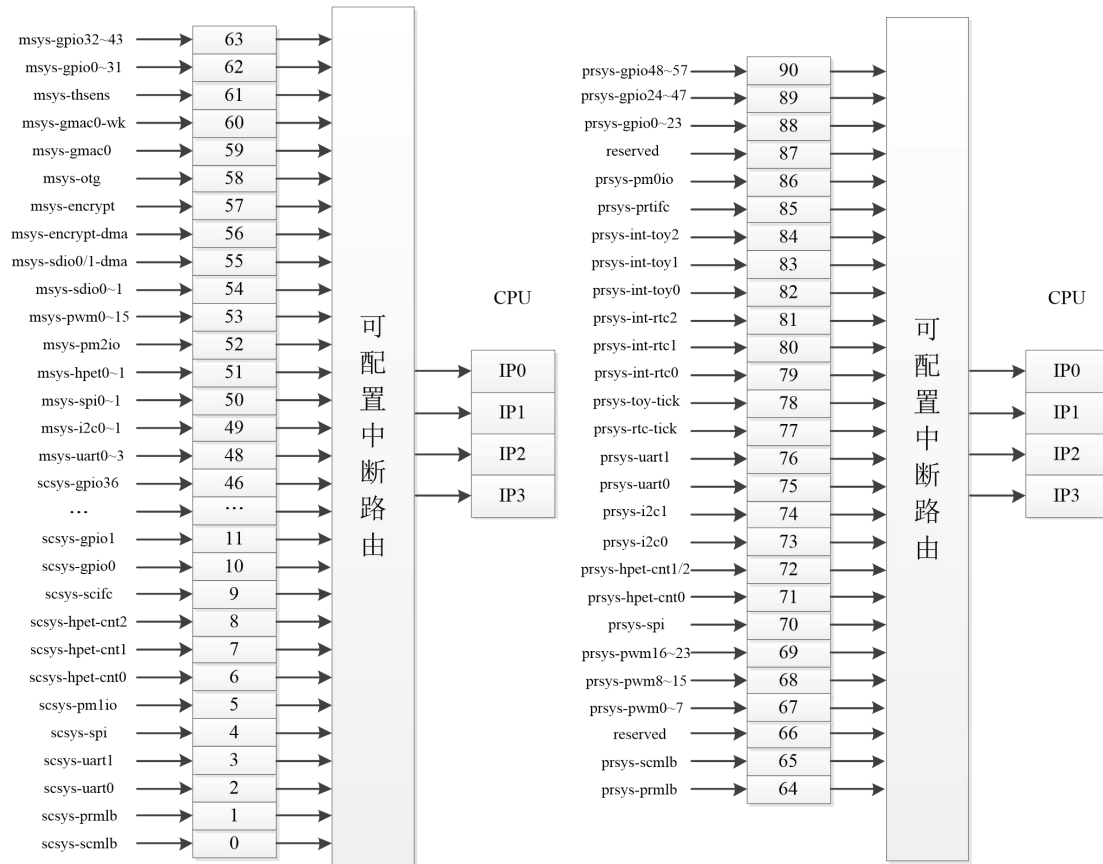 msys-gpio32~43 63
msys-gpio0~31 62
msys-thsens 61
msys-gmac0-wk 60
msys-gmac0 59
msys-otg 58
msys-encrypt 57
msys-encrypt-dma 56
msys-sdio0/1-dma 55
msys-sdio0~1 54
msys-pwm0~15 53
msys-pm2io 52
msys-hpet0~1 51
msys-spi0~1 50
msys-i2c0~1 49
msys-uart0~3 48
scsys-gpio36 46
… …
scsys-gpio1 11
scsys-gpio0 10
scsys-scifc 9
scsys-hpet-cnt2 8
scsys-hpet-cnt1 7
scsys-hpet-cnt0 6
scsys-pm1io 5
scsys-spi 4
scsys-uart1 3
scsys-uart0 2
scsys-prmlb 1
scsys-scmlb 0
可配置中断路由
CPU
IP0
IP1
IP2
IP3
prsys-gpio48~57 90
prsys-gpio24~47 89
prsys-gpio0~23 88
reserved 87
prsys-pm0io 86
prsys-prtifc 85
prsys-int-toy2 84
prsys-int-toy1 83
prsys-int-toy0 82
prsys-int-rtc2 81
prsys-int-rtc1 80
prsys-int-rtc0 79
prsys-toy-tick 78
prsys-rtc-tick 77
prsys-uart1 76
prsys-uart0 75
prsys-i2c1 74
prsys-i2c0 73
prsys-hpet-cnt1/2 72
prsys-hpet-cnt0 71
prsys-spi 70
prsys-pwm16~23 69
prsys-pwm8~15 68
prsys-pwm0~7 67
reserved 66
prsys-scmlb 65
prsys-prmlb 64
可配置中断路由
CPU
IP0
IP1
IP2
IP3